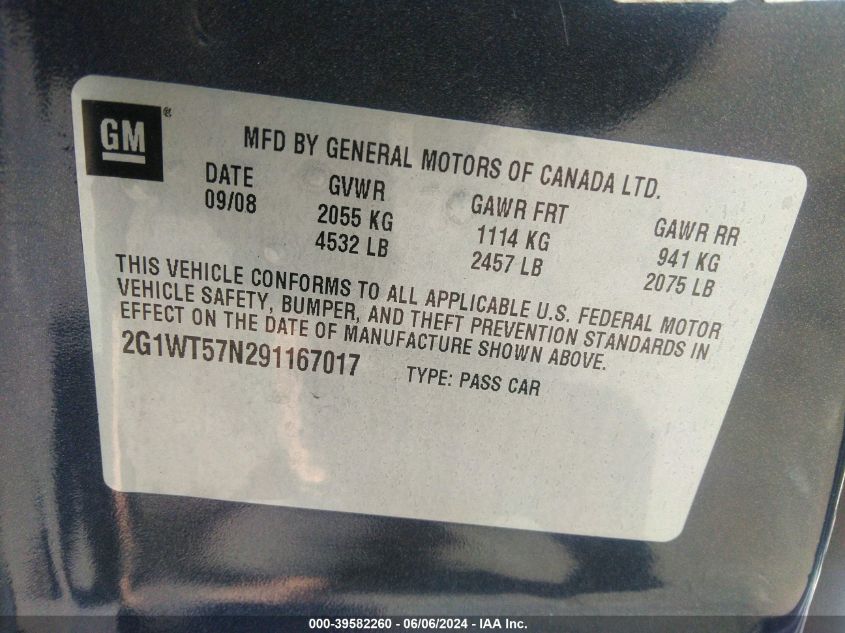 GM ®
MFD BY GENERAL MOTORS OF CANADA LTD.
DATE GVWR GAWR FRT GAWR RR
09/08 2055 KG 1114 KG 941 KG
4532 LB 2457 LB 2075 LB
THIS VEHICLE CONFORMS TO ALL APPLICABLE U.S. FEDERAL MOTOR
VEHICLE SAFETY, BUMPER, AND THEFT PREVENTION STANDARDS IN
EFFECT ON THE DATE OF MANUFACTURE SHOWN ABOVE.
2G1WT57N291167017 TYPE: PASS CAR
000-39582260 - 06/06/2024 - IAA Inc.